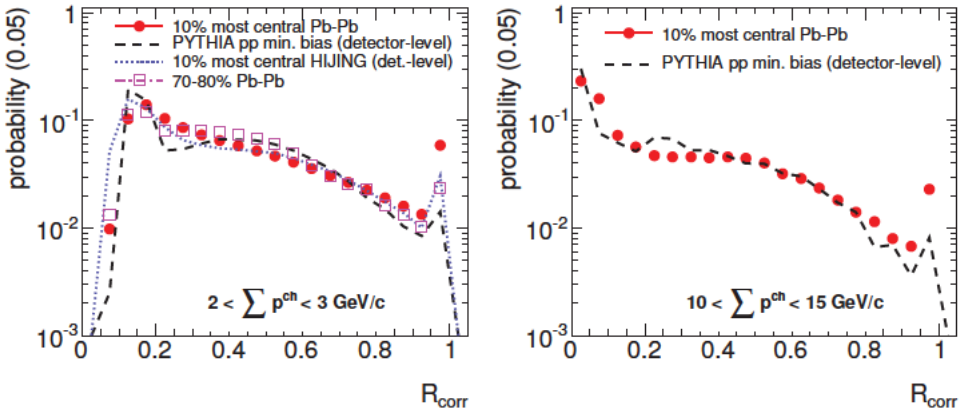 10% most central Pb-Pb
PYTHIA pp min. bias (detector-level)
10% most central HIJING (det.-level)
70-80% Pb-Pb
probability (0.05)
10⁻¹
10⁻²
10⁻³
2 < ∑ pᶜʰ < 3 GeV/c
0 0.2 0.4 0.6 0.8 1
R_corr
10% most central Pb-Pb
PYTHIA pp min. bias (detector-level)
probability (0.05)
10⁻¹
10⁻²
10⁻³
10 < ∑ pᶜʰ < 15 GeV/c
0 0.2 0.4 0.6 0.8 1
R_corr